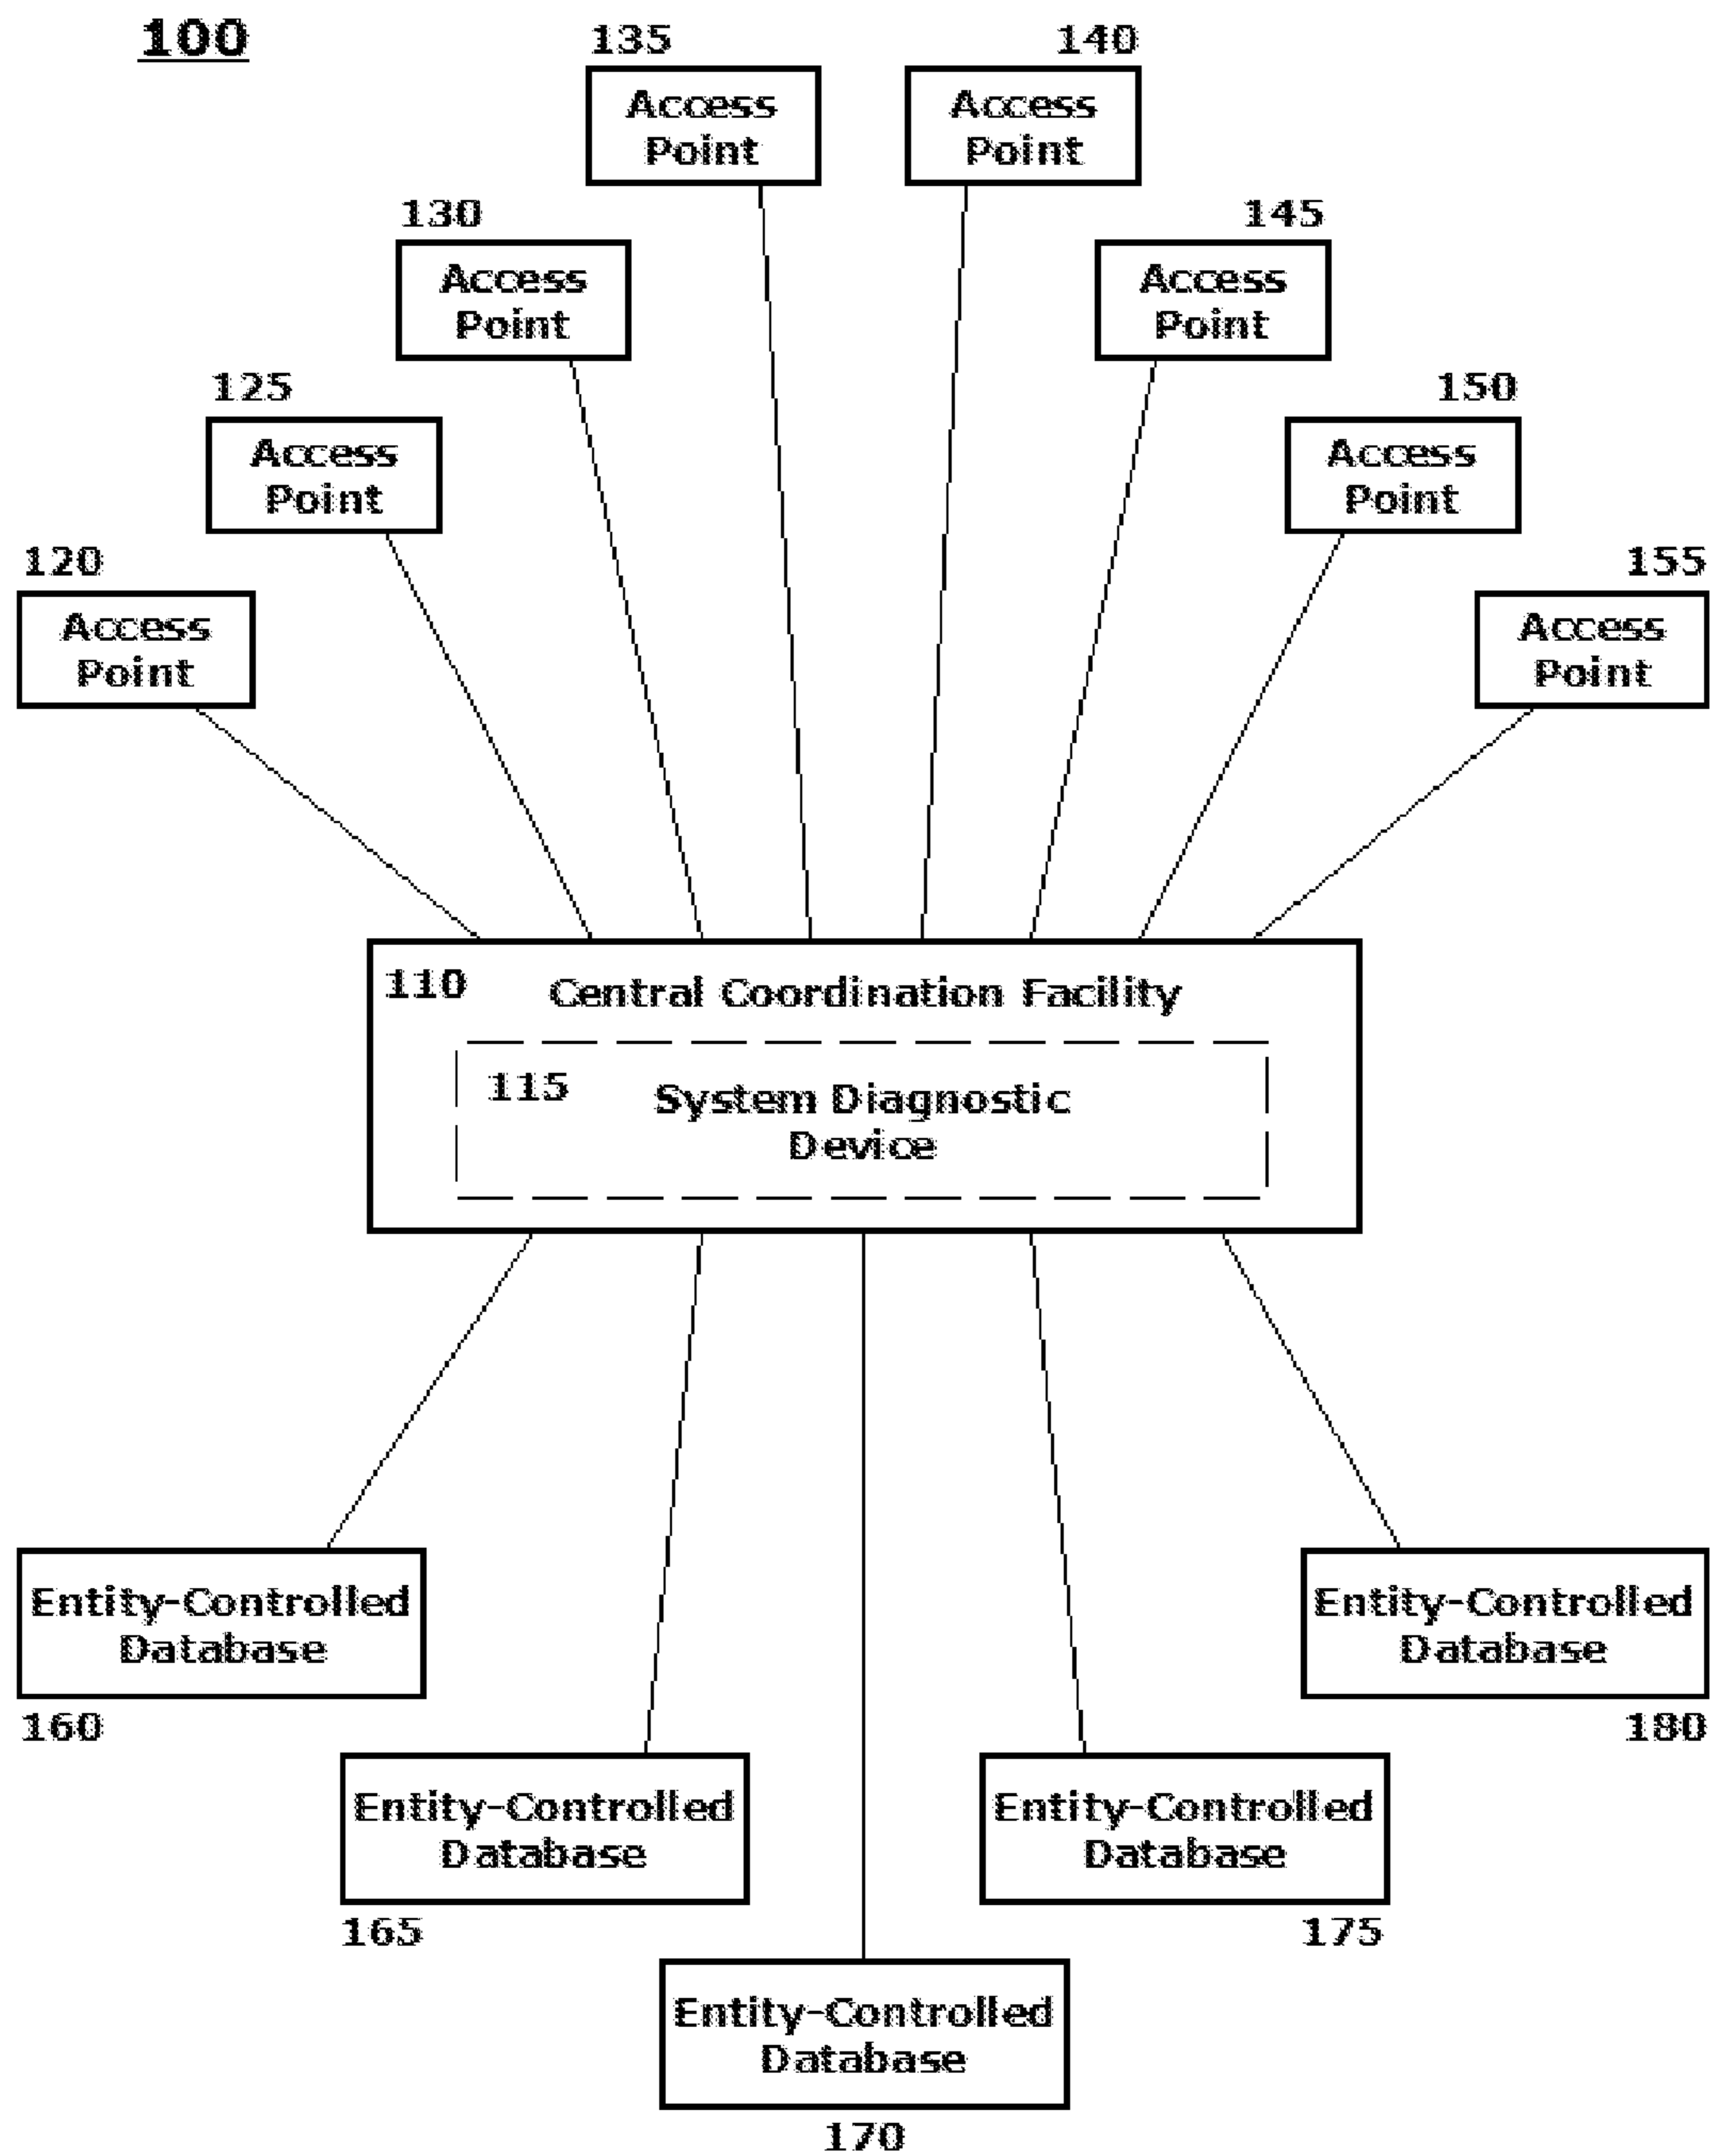 100
135
140
Access
Point
Access
Point
130
145
Access
Point
Access
Point
125
150
Access
Point
Access
Point
120
155
Access
Point
Access
Point
110
Central Coordination Facility
115
System Diagnostic
Device
Entity-Controlled
Database
Entity-Controlled
Database
160
180
Entity-Controlled
Database
Entity-Controlled
Database
165
175
Entity-Controlled
Database
170